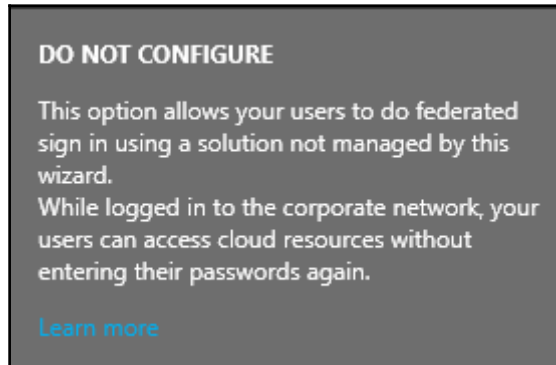 DO NOT CONFIGURE
This option allows your users to do federated
sign in using a solution not managed by this
wizard.
While logged in to the corporate network, your
users can access cloud resources without
entering their passwords again.
Learn more